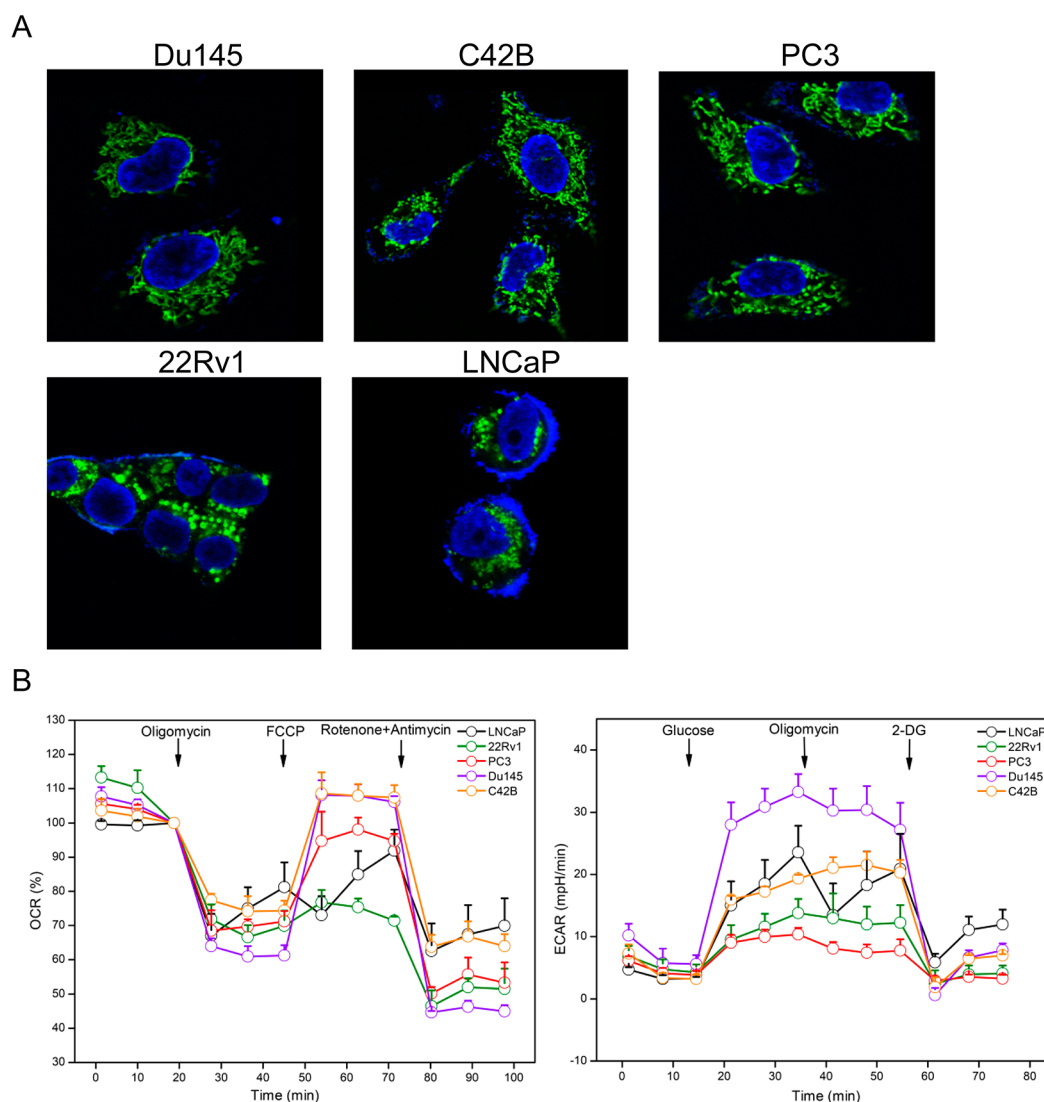 A
Du145
C42B
PC3
22Rv1
LNCaP
B
130
120
110
100
90
80
70
60
50
40
30
OCR (%)
Oligomycin
FCCP
Rotenone+Antimycin
LNCaP
22Rv1
PC3
Du145
C42B
0 10 20 30 40 50 60 70 80 90 100
Time (min)
40
30
20
10
0
-10
ECAR (mpH/min)
Glucose
Oligomycin
2-DG
LNCaP
22Rv1
PC3
Du145
C42B
0 10 20 30 40 50 60 70 80
Time (min)